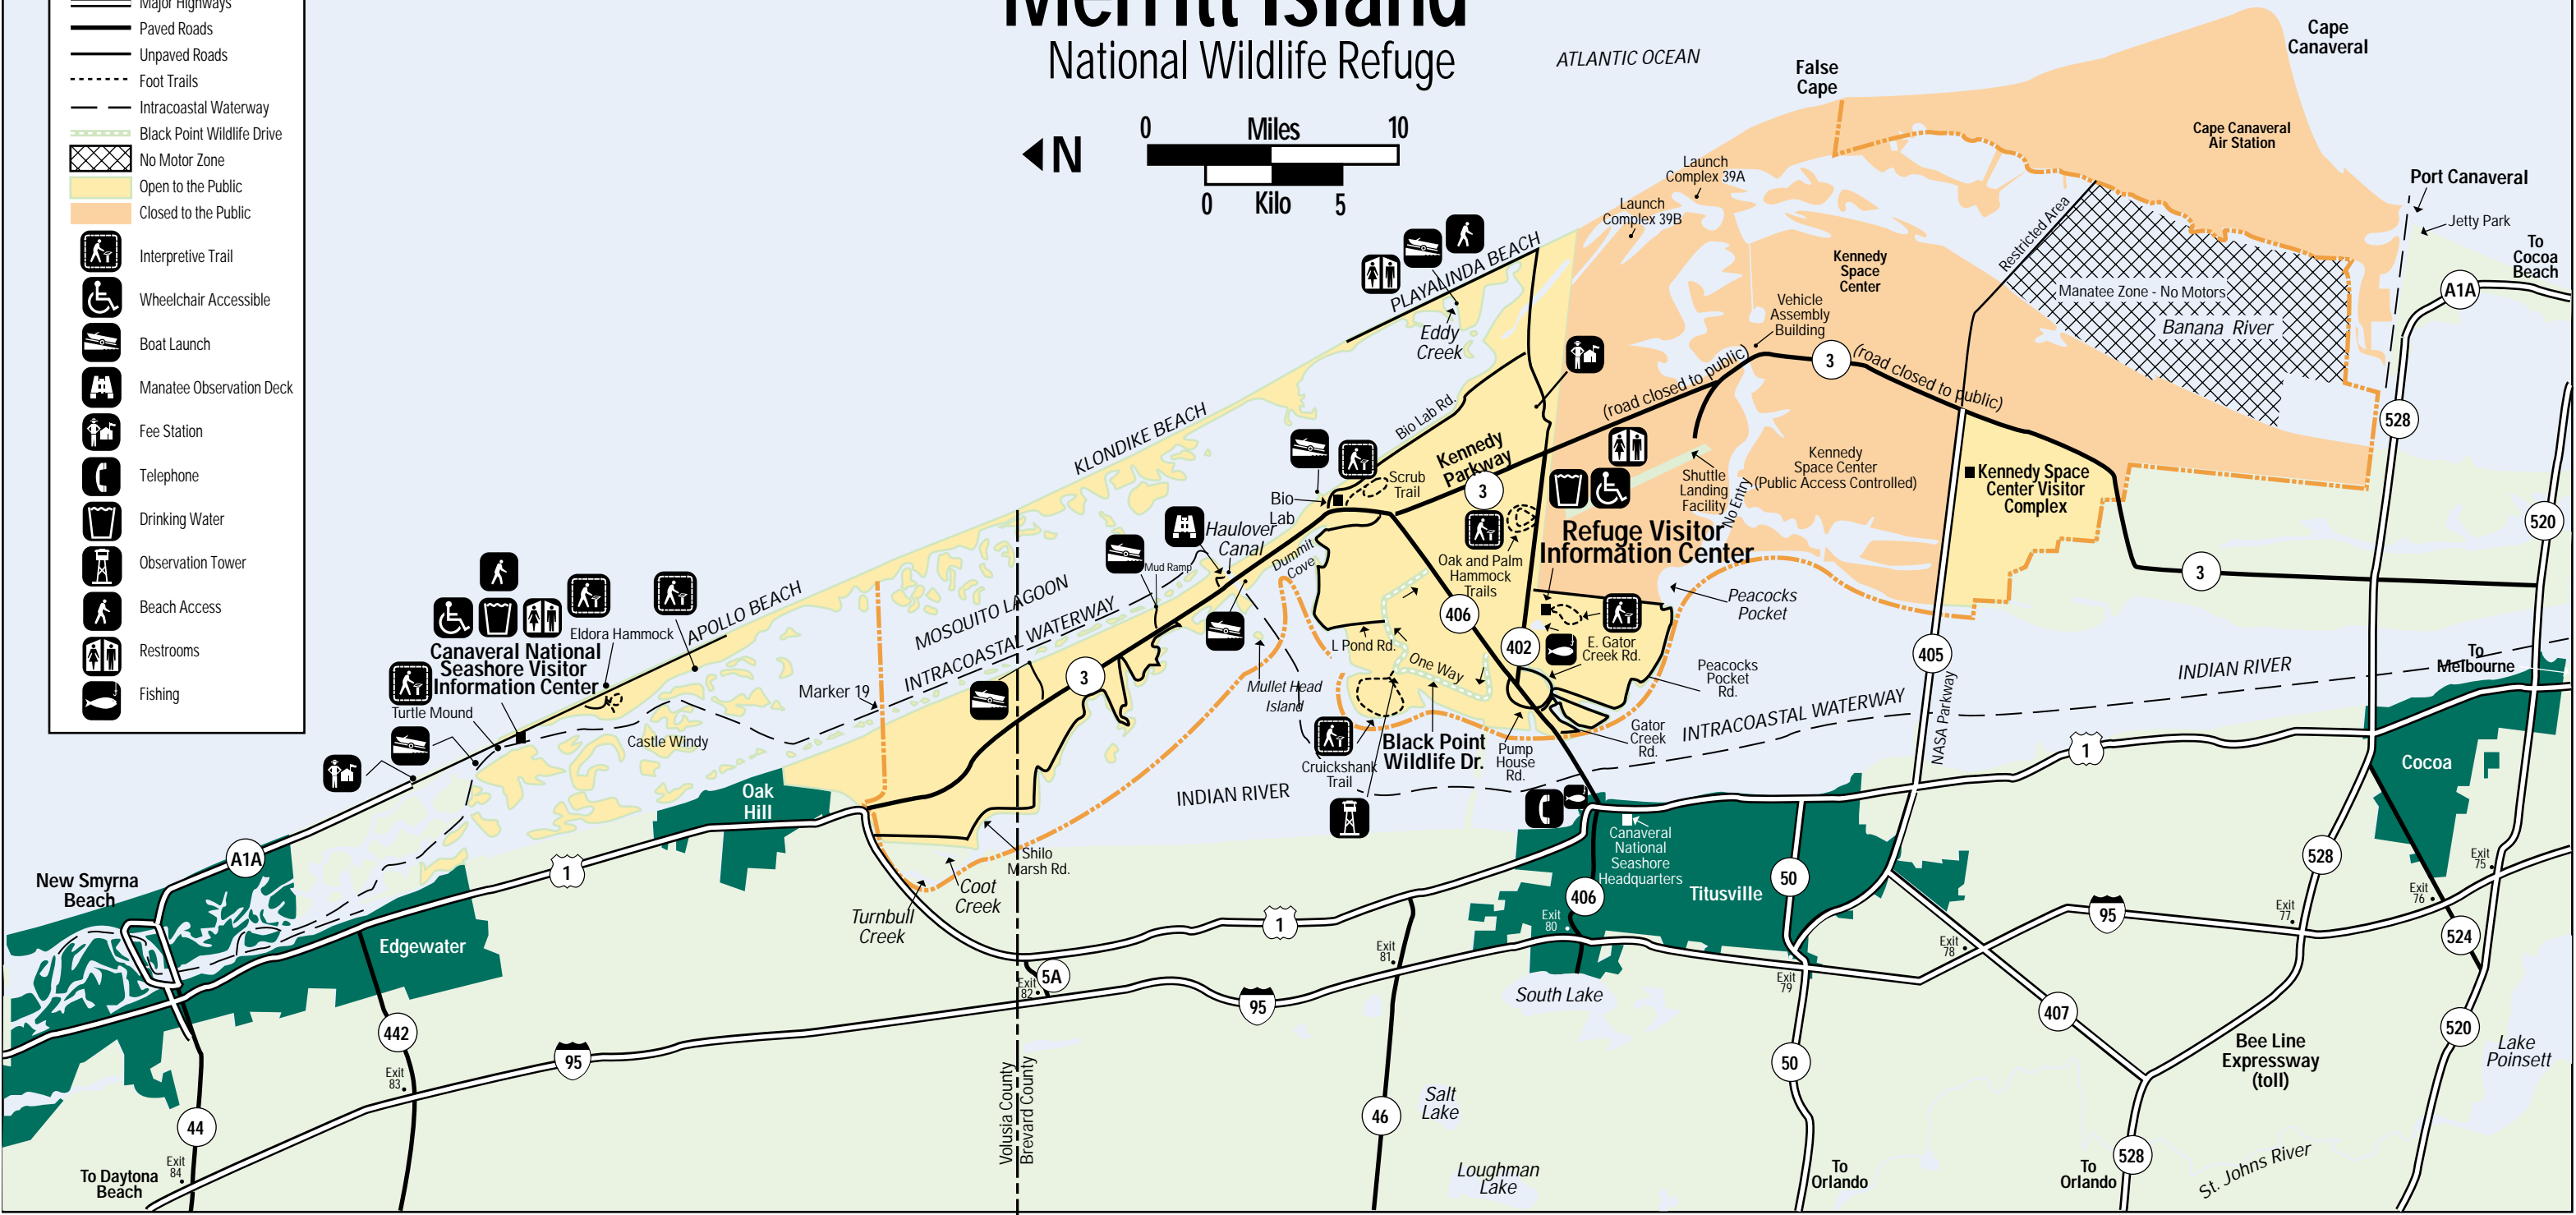 Major Highways
Paved Roads
Unpaved Roads
Foot Trails
Intracoastal Waterway
Black Point Wildlife Drive
No Motor Zone
Open to the Public
Closed to the Public
Interpretive Trail
Wheelchair Accessible
Boat Launch
Manatee Observation Deck
Fee Station
Telephone
Drinking Water
Observation Tower
Beach Access
Restrooms
Fishing
Merritt Island
National Wildlife Refuge
N
0 Miles 10
0 Kilo 5
ATLANTIC OCEAN
False
Cape
Cape
Canaveral
Cape Canaveral
Air Station
Port Canaveral
Jetty Park
To
Cocoa
Beach
A1A
Launch
Complex 39A
Launch
Complex 39B
Restricted Area
Kennedy
Space
Center
Manatee Zone - No Motors
Banana River
Vehicle
Assembly
Building
PLAYALINDA BEACH
Eddy
Creek
3
(road closed to public)
(road closed to public)
528
520
KLONDIKE BEACH
Bio Lab Rd.
Kennedy
Parkway
3
Scrub
Trail
Bio
Lab
Shuttle
Landing
Facility
No Entry
Kennedy
Space Center
(Public Access Controlled)
Kennedy Space
Center Visitor
Complex
Haulover
Canal
Dummit
Cove
Mud Ramp
Oak and Palm
Hammock
Trails
Refuge Visitor
Information Center
3
406
402
Peacocks
Pocket
E. Gator
Creek Rd.
L Pond Rd.
One Way
Peacocks
Pocket
Rd.
405
To
Melbourne
APOLLO BEACH
MOSQUITO LAGOON
INTRACOASTAL WATERWAY
Eldora Hammock
Canaveral National
Seashore Visitor
Information Center
Turtle Mound
Castle Windy
Marker 19
3
Mullet Head
Island
Cruickshank
Trail
Black Point
Wildlife Dr.
Pump
House
Rd.
Gator
Creek
Rd.
INTRACOASTAL WATERWAY
NASA Parkway
INDIAN RIVER
1
Cocoa
INDIAN RIVER
Oak
Hill
Canaveral
National
Seashore
Headquarters
Titusville
50
406
Exit
80
Shilo
Marsh Rd.
Coot
Creek
Turnbull
Creek
A1A
New Smyrna
Beach
1
Edgewater
1
5A
Exit
82
Exit
81
95
South Lake
Exit
79
Exit
78
95
Exit
77
528
Exit
76
Exit
75
524
407
520
Lake
Poinsett
Bee Line
Expressway
(toll)
442
Exit
83
95
44
Exit
84
To Daytona
Beach
Volusia County
Brevard County
46
Salt
Lake
Loughman
Lake
50
To
Orlando
To
Orlando
528
St. Johns River